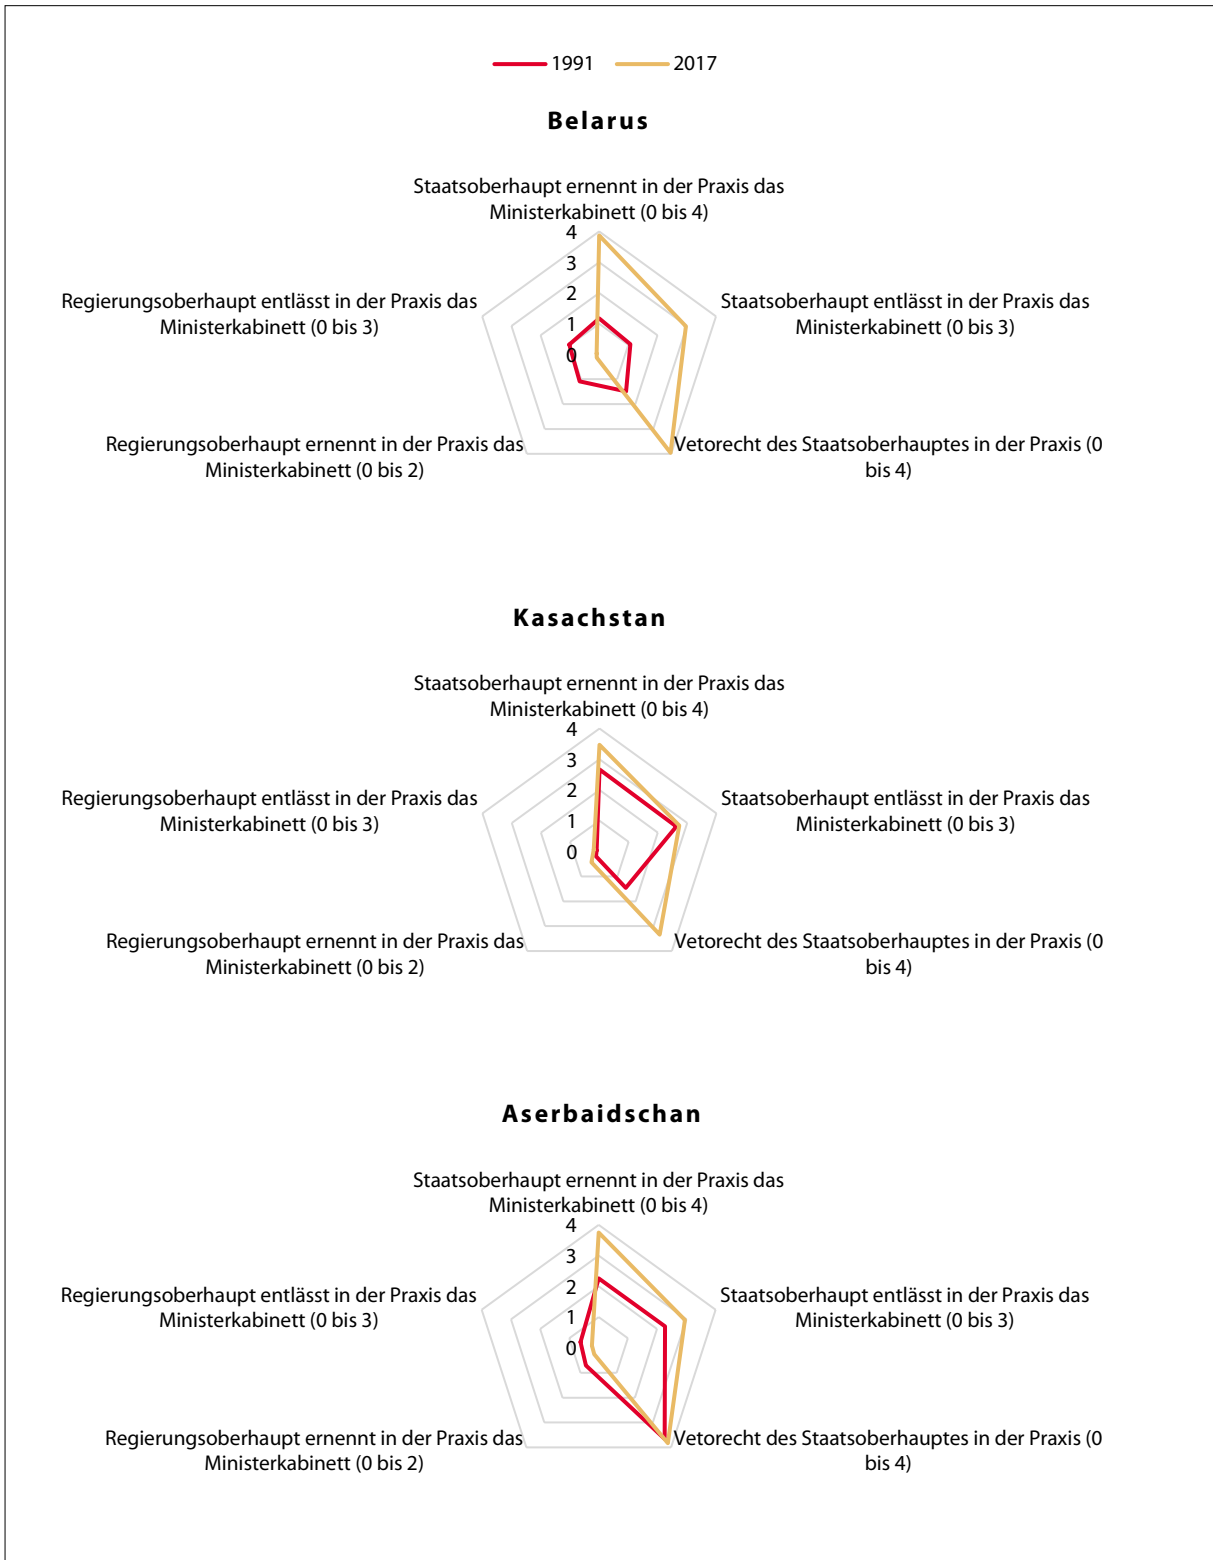 1991 2017
Belarus
Staatsoberhaupt ernennt in der Praxis das
Ministerkabinett (0 bis 4)
4
3
2
1
0
Regierungsoberhaupt entlässt in der Praxis das
Ministerkabinett (0 bis 3)
Staatsoberhaupt entlässt in der Praxis das
Ministerkabinett (0 bis 3)
Regierungsoberhaupt ernennt in der Praxis das
Ministerkabinett (0 bis 2)
Vetorecht des Staatsoberhauptes in der Praxis (0
bis 4)
Kasachstan
Staatsoberhaupt ernennt in der Praxis das
Ministerkabinett (0 bis 4)
4
3
2
1
0
Regierungsoberhaupt entlässt in der Praxis das
Ministerkabinett (0 bis 3)
Staatsoberhaupt entlässt in der Praxis das
Ministerkabinett (0 bis 3)
Regierungsoberhaupt ernennt in der Praxis das
Ministerkabinett (0 bis 2)
Vetorecht des Staatsoberhauptes in der Praxis (0
bis 4)
Aserbaidschan
Staatsoberhaupt ernennt in der Praxis das
Ministerkabinett (0 bis 4)
4
3
2
1
0
Regierungsoberhaupt entlässt in der Praxis das
Ministerkabinett (0 bis 3)
Staatsoberhaupt entlässt in der Praxis das
Ministerkabinett (0 bis 3)
Regierungsoberhaupt ernennt in der Praxis das
Ministerkabinett (0 bis 2)
Vetorecht des Staatsoberhauptes in der Praxis (0
bis 4)